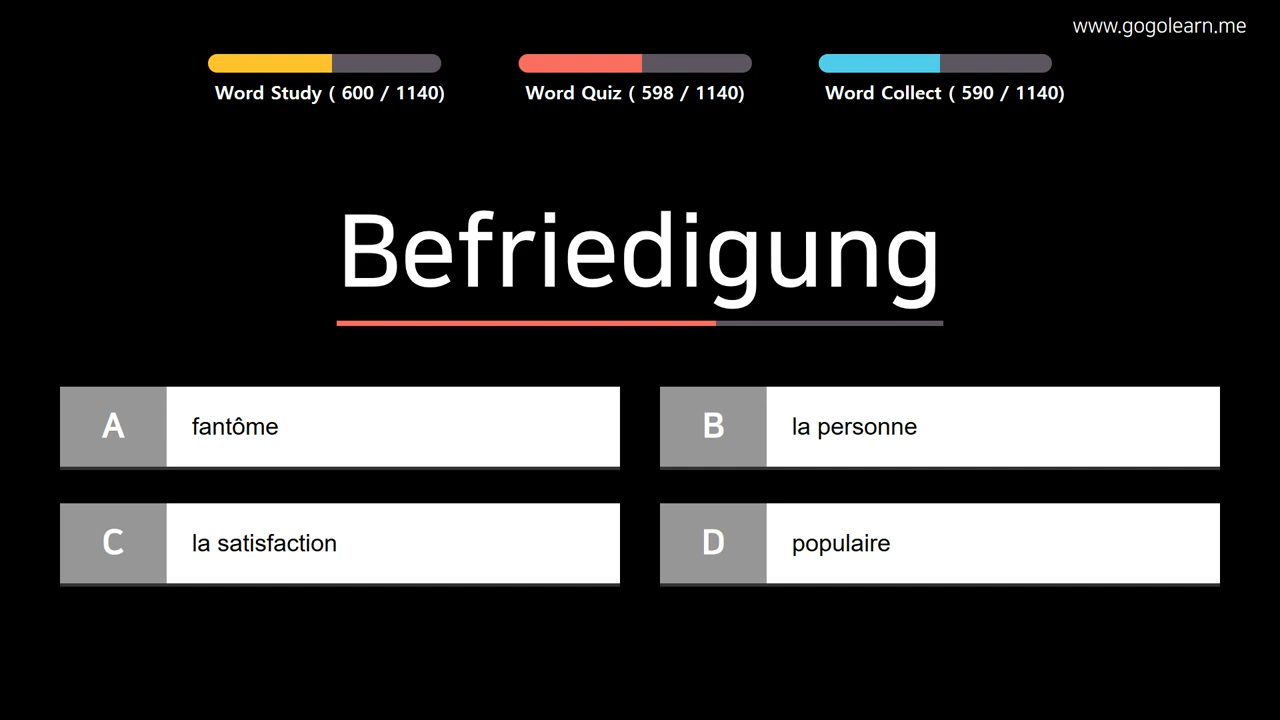 www.gogolearn.me
Word Study ( 600 / 1140)
Word Quiz ( 598 / 1140)
Word Collect ( 590 / 1140)
Befriedigung
A fantôme
B la personne
C la satisfaction
D populaire